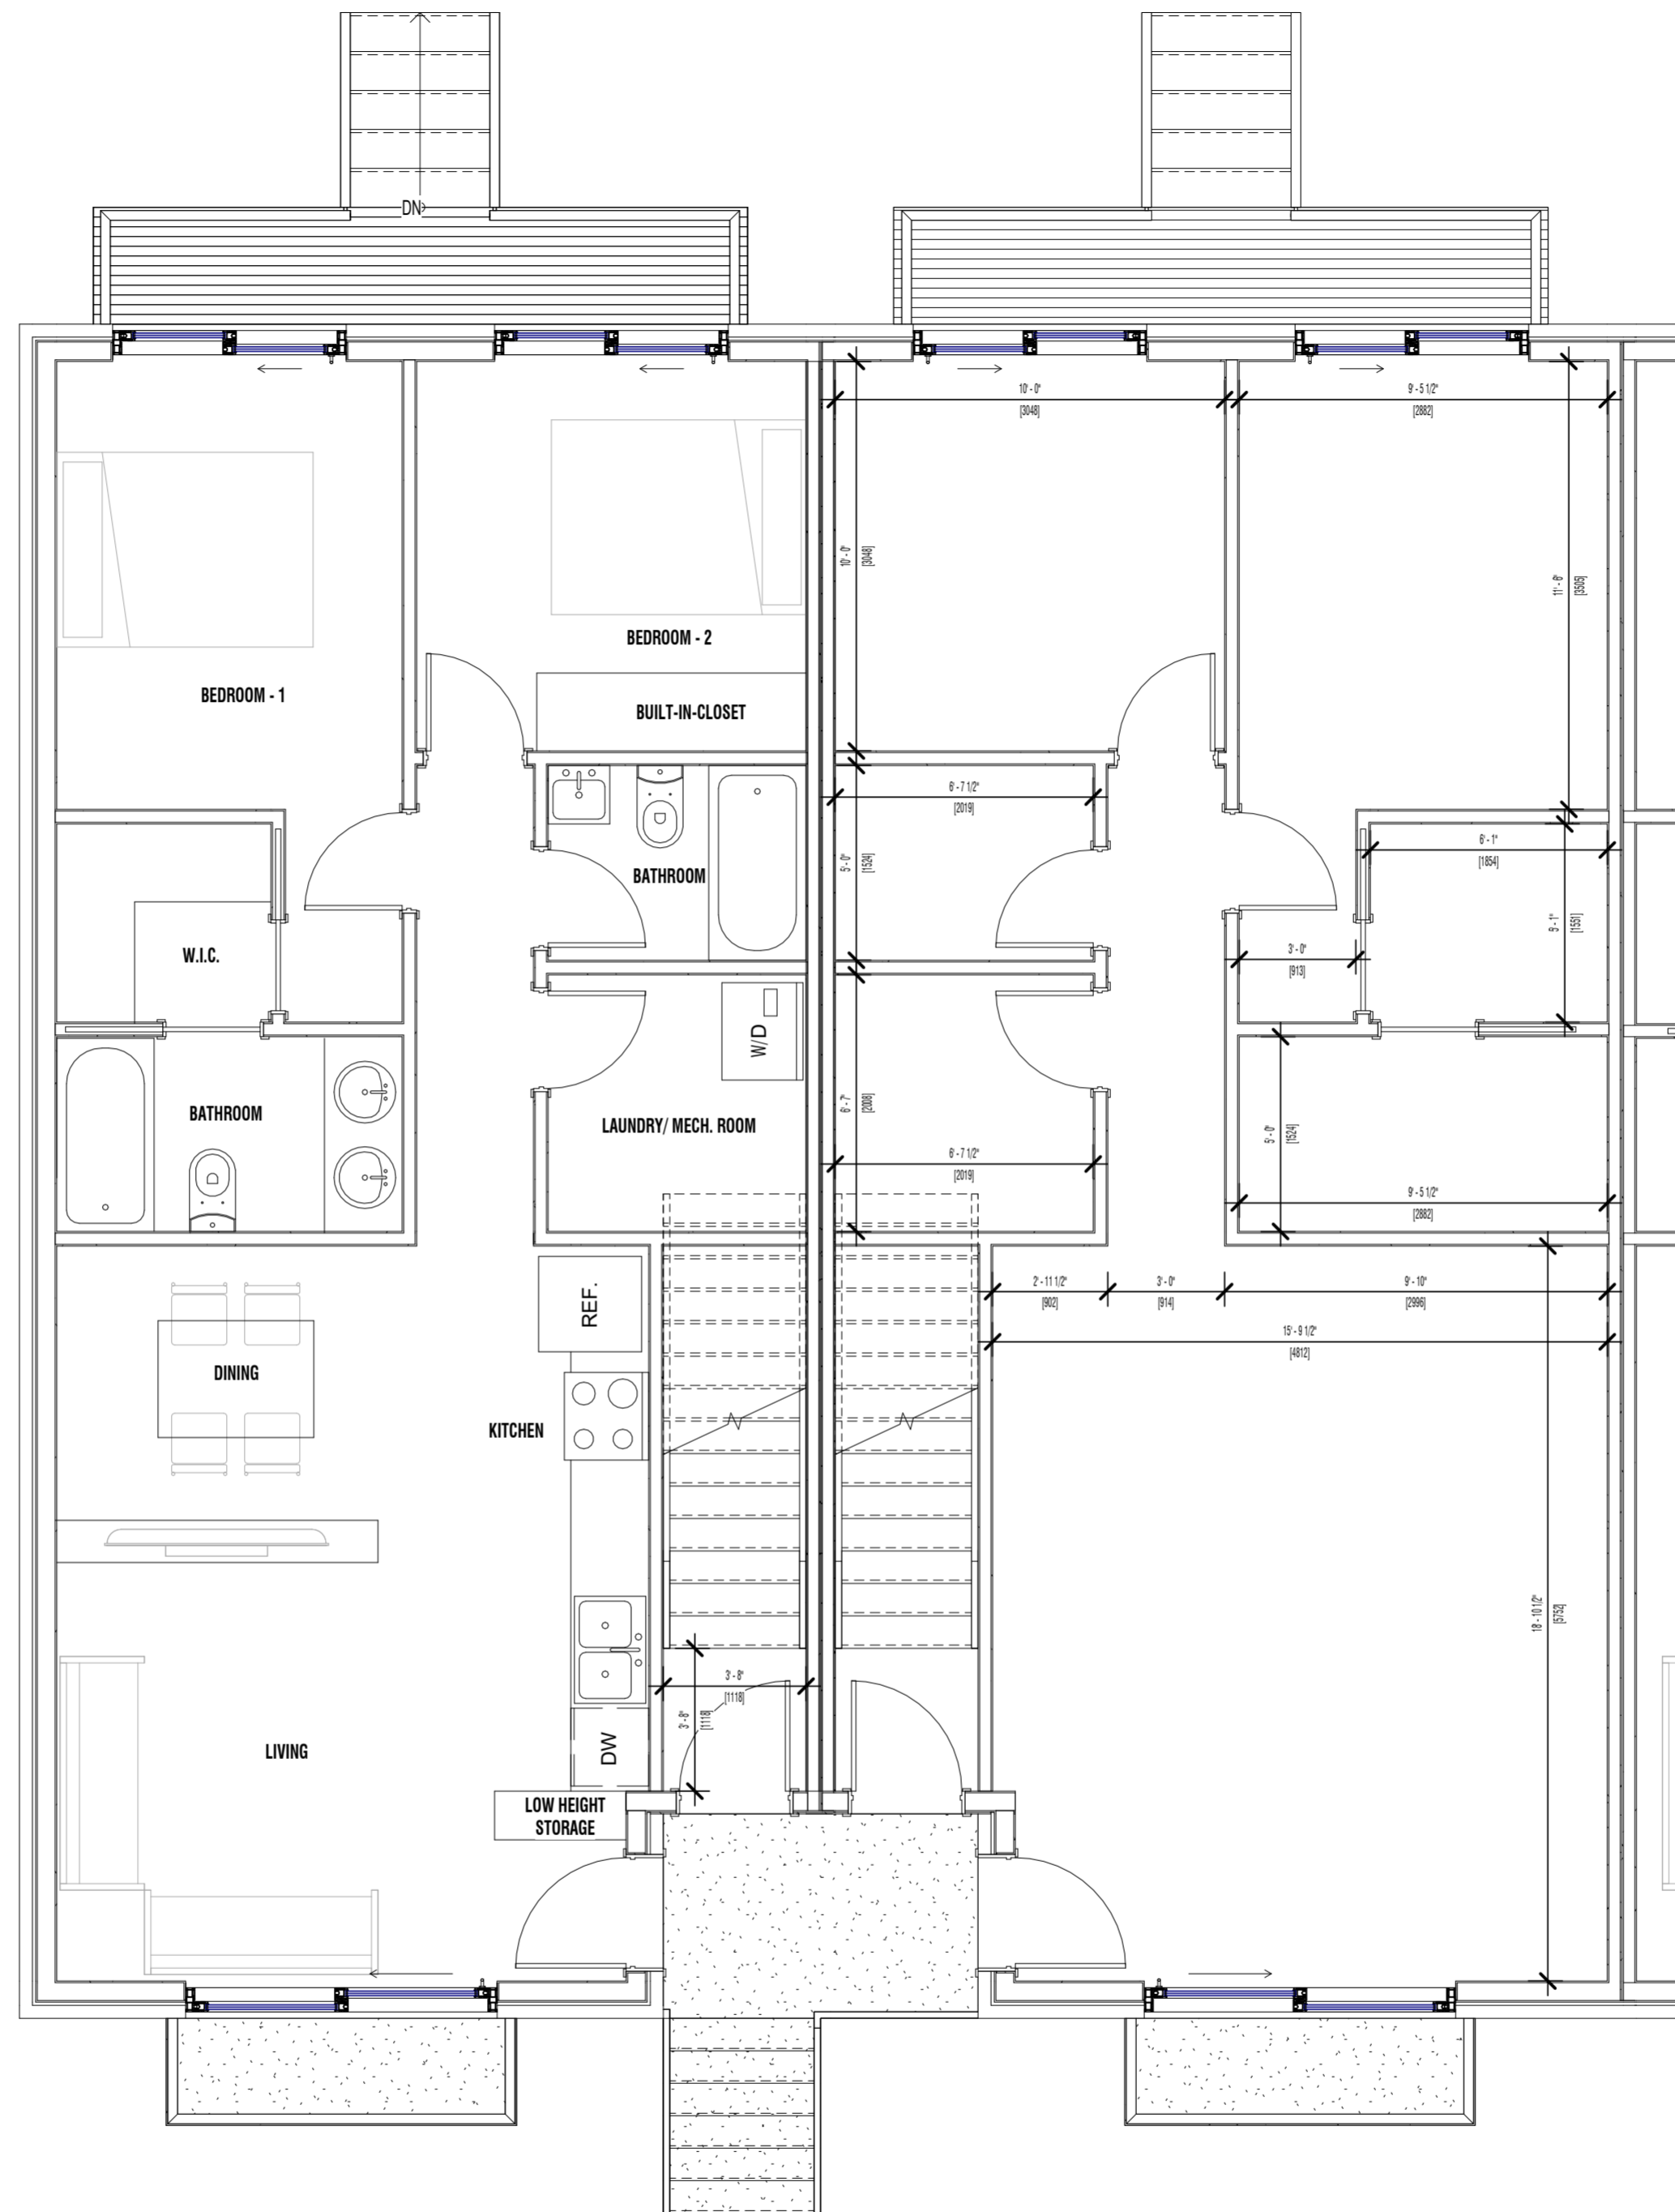 DN
10' - 0"
[3048]
9' - 5 1/2"
[2882]
10' - 0"
[3048]
11' - 6"
[3505]
BEDROOM - 2
BEDROOM - 1
BUILT-IN-CLOSET
6' - 7 1/2"
[2019]
6' - 1"
[1854]
BATHROOM
5' - 0"
[1524]
5' - 1"
[1551]
W.I.C.
3' - 0"
[913]
W/D
BATHROOM
LAUNDRY/ MECH. ROOM
6' - 7"
[2008]
5' - 0"
[1524]
6' - 7 1/2"
[2019]
9' - 5 1/2"
[2882]
REF.
2' - 11 1/2"
[902]
3' - 0"
[914]
9' - 10"
[2996]
15' - 9 1/2"
[4812]
DINING
KITCHEN
18' - 10 1/2"
[5752]
3' - 8"
[1118]
3' - 8"
[1118]
LIVING
DW
LOW HEIGHT
STORAGE